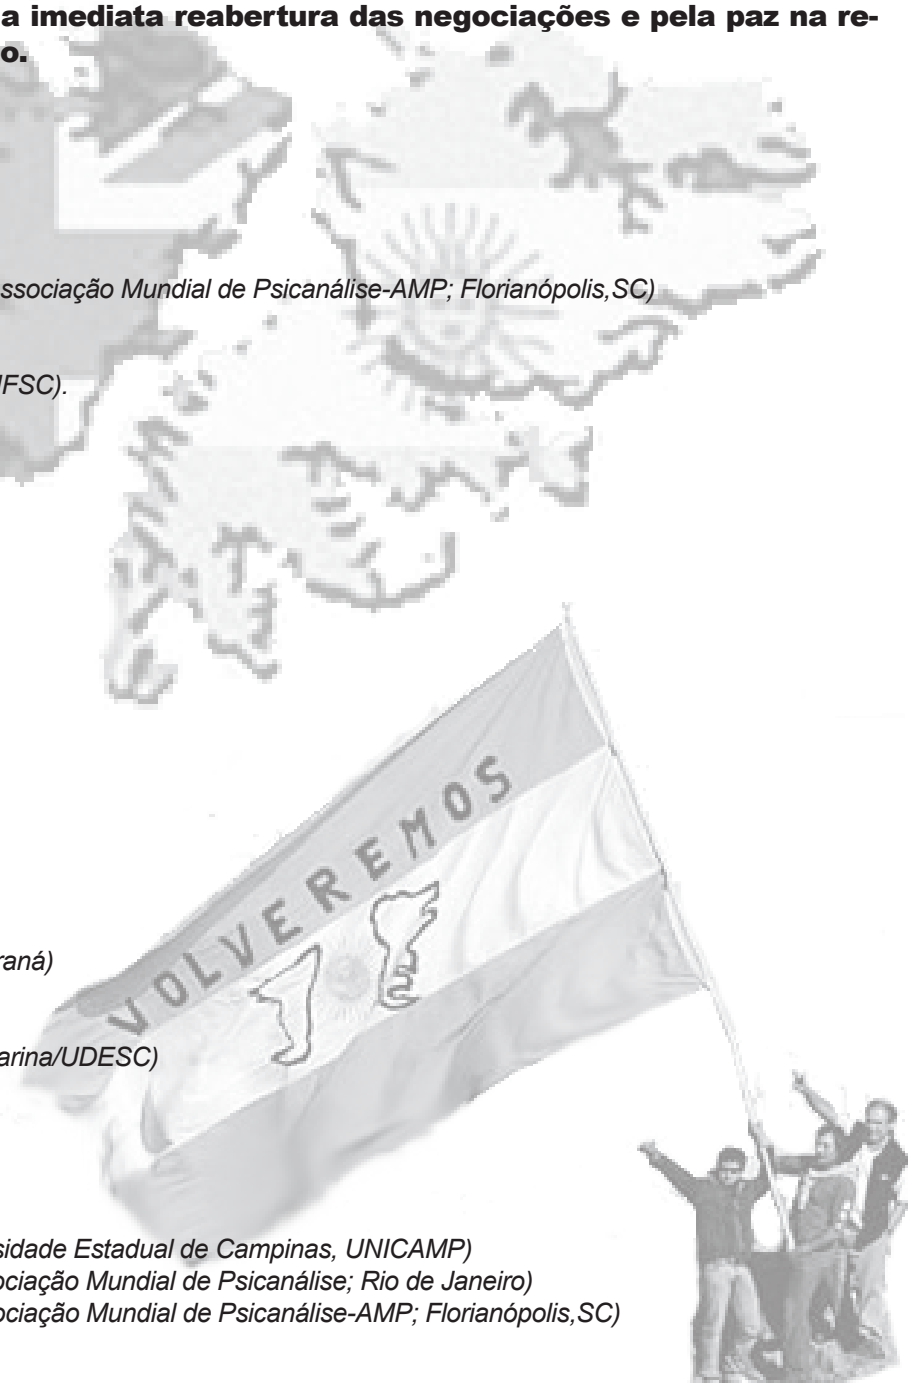 a imediata reabertura das negociações e pela paz na re-
o.
ssociação Mundial de Psicanálise-AMP; Florianópolis,SC)
FSC).
raná)
arina/UDESC)
sidade Estadual de Campinas, UNICAMP)
ociação Mundial de Psicanálise; Rio de Janeiro)
ociação Mundial de Psicanálise-AMP; Florianópolis,SC)
VOLVEREMOS